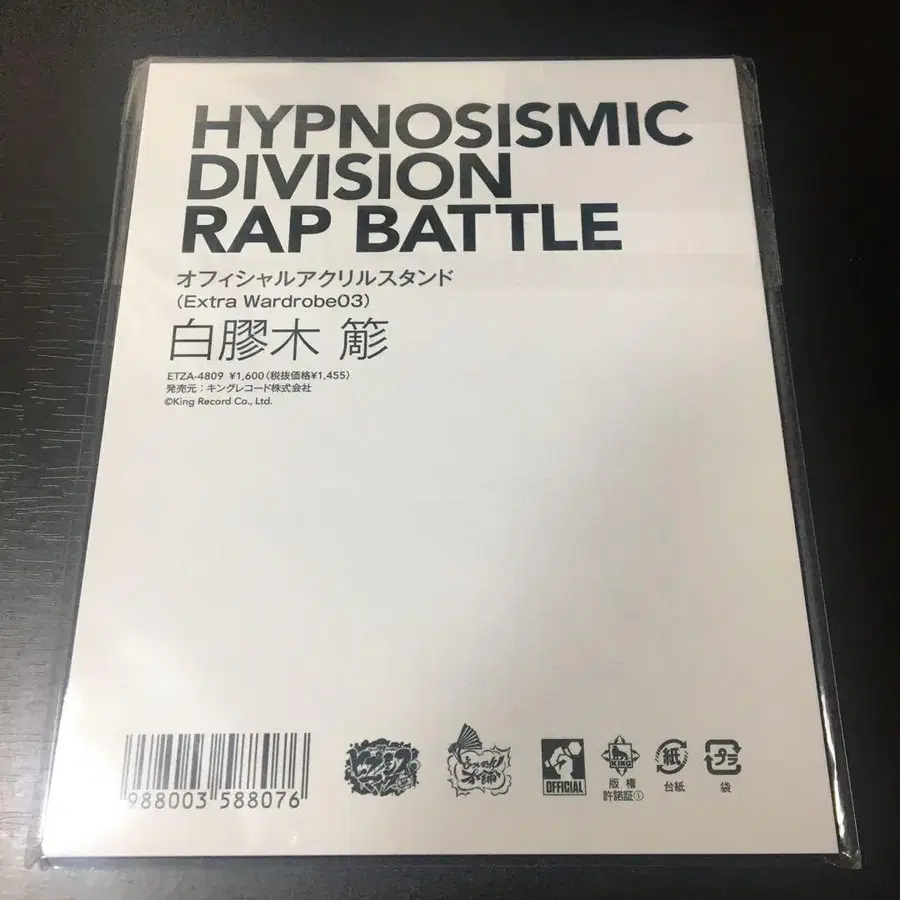 HYPNOSISMIC
DIVISION
RAP BATTLE
オフィシャルアクリルスタンド
(Extra Wardrobe03)
白膠木 簓
ETZA-4809 ¥1,600(税抜価格¥1,455)
発売元:キングレコード株式会社
©King Record Co., Ltd.
988003 588076
OFFICIAL
KING
版権
許諾証①
紙
台紙
プラ
袋